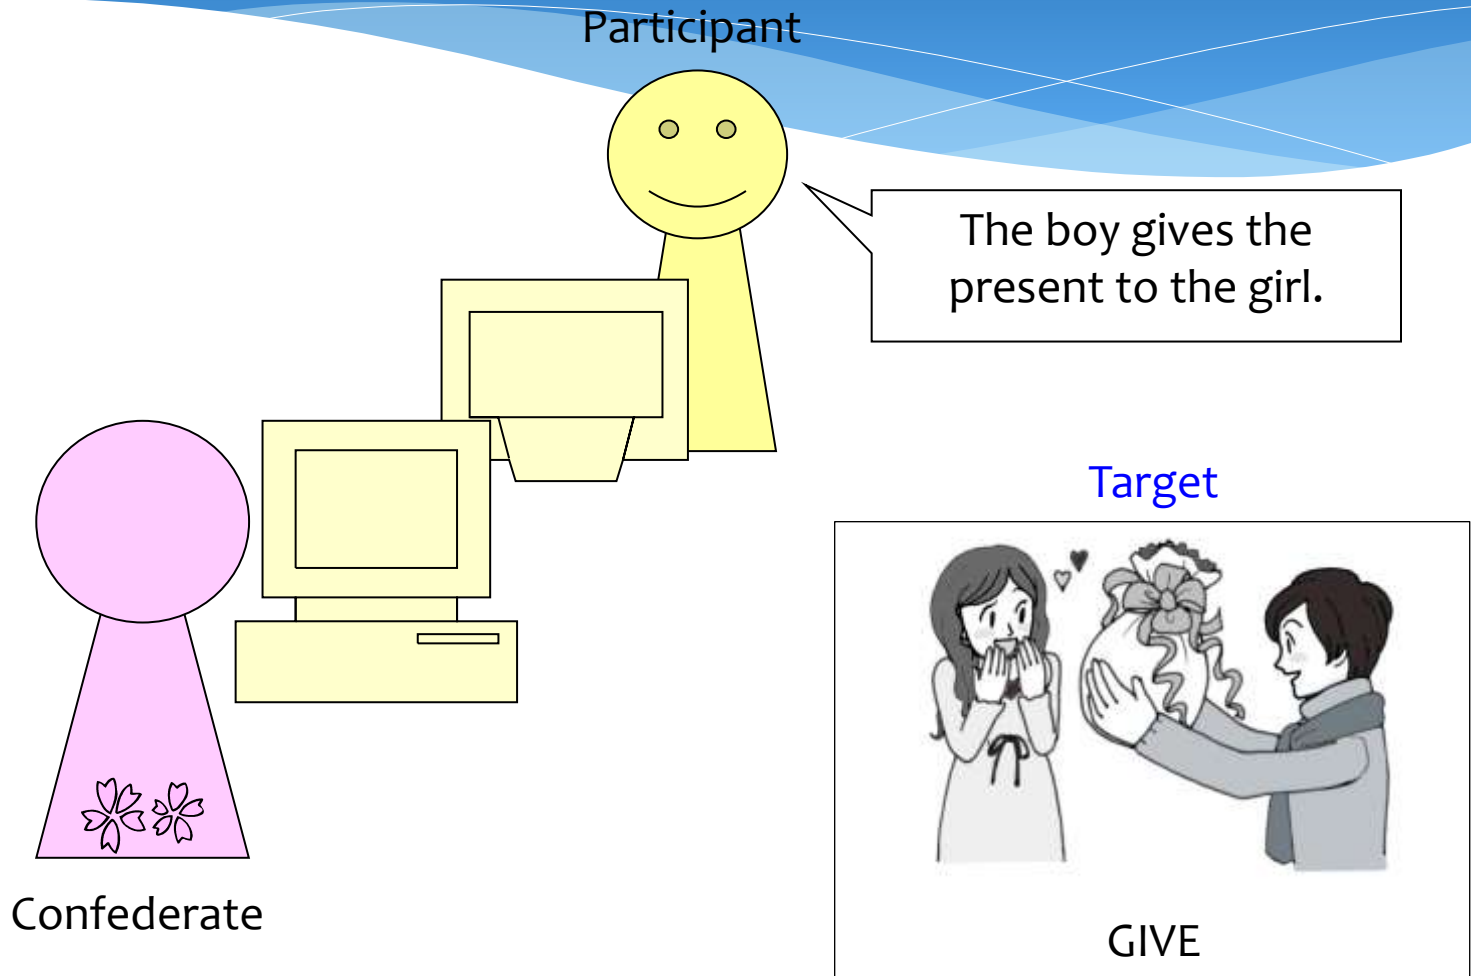 Participant
The boy gives the
present to the girl.
Target
GIVE
Confederate